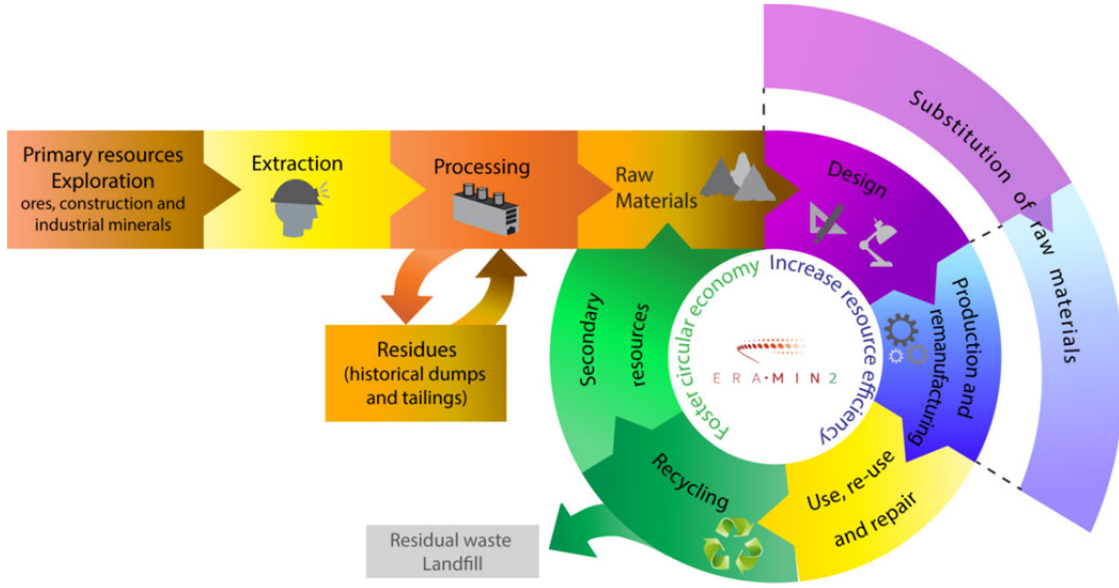 Primary resources
Exploration
ores, construction and
industrial minerals
Extraction
Processing
Raw
Materials
Design
Substitution of raw materials
Production and
remanufacturing
Use, re-use
and repair
Recycling
Secondary
resources
Residues
(historical dumps
and tailings)
Residual waste
Landfill
Foster circular economy
Increase resource efficiency
ERA·MIN2